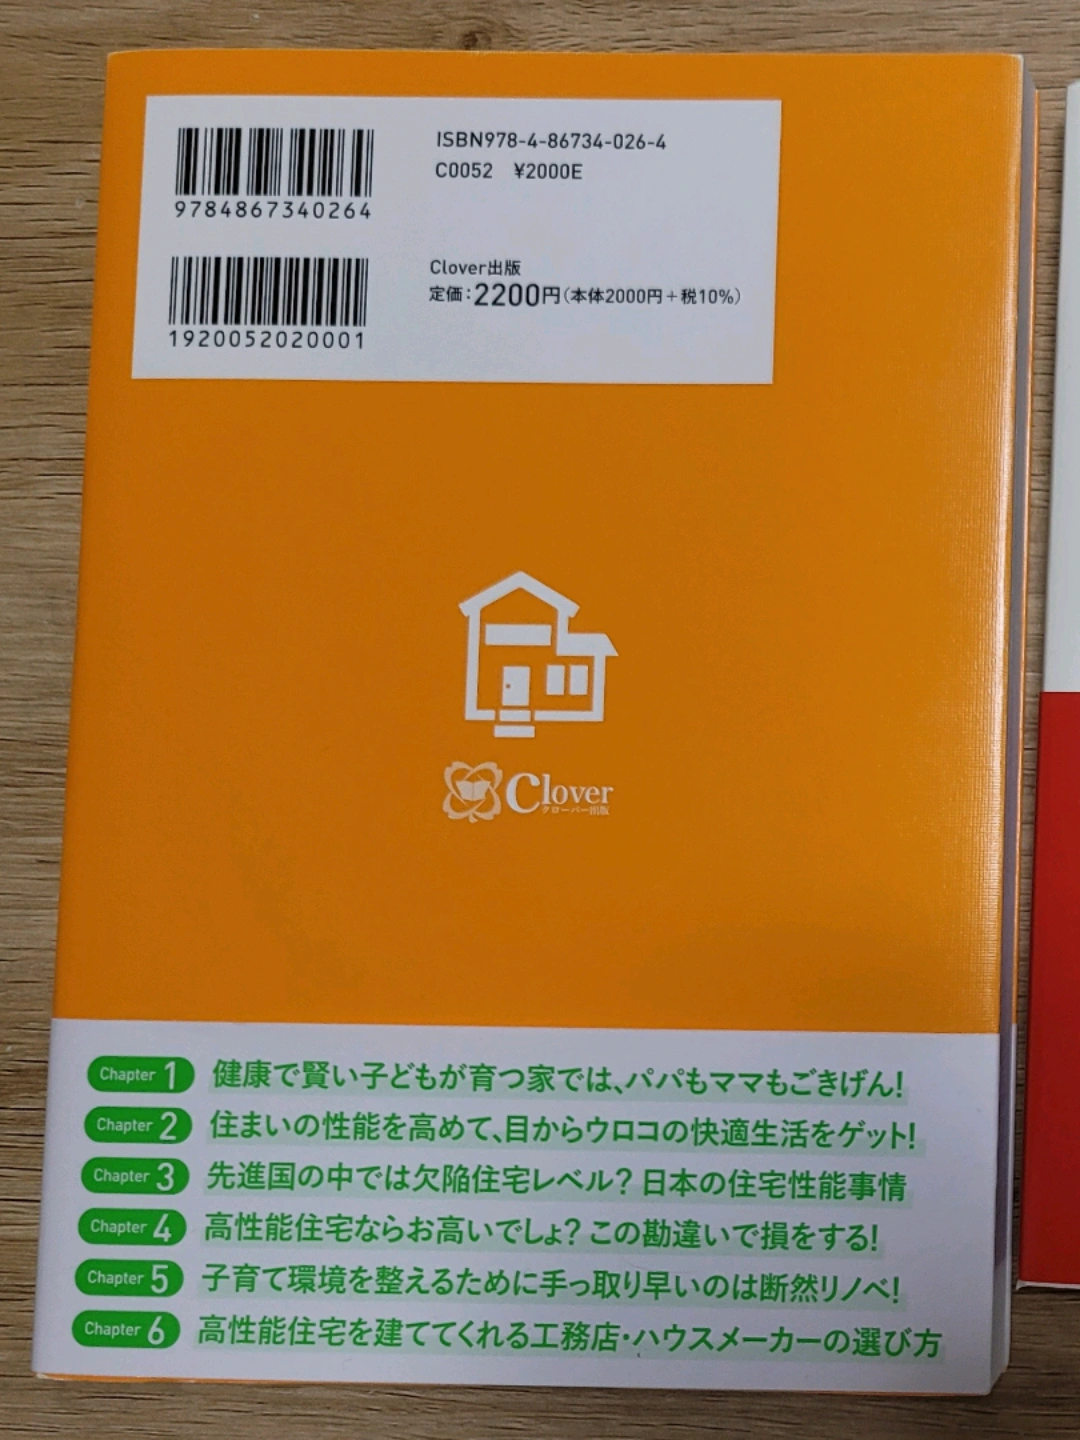 ISBN978-4-86734-026-4
C0052 ¥2000E
9784867340264
Clover出版
定価：2200円（本体2000円＋税10%）
1920052020001
Clover
クローバー出版
Chapter 1 健康で賢い子どもが育つ家では、パパもママもごきげん！
Chapter 2 住まいの性能を高めて、目からウロコの快適生活をゲット！
Chapter 3 先進国の中では欠陥住宅レベル？ 日本の住宅性能事情
Chapter 4 高性能住宅ならお高いでしょ？ この勘違いで損をする！
Chapter 5 子育て環境を整えるために手っ取り早いのは断然リノベ！
Chapter 6 高性能住宅を建ててくれる工務店・ハウスメーカーの選び方